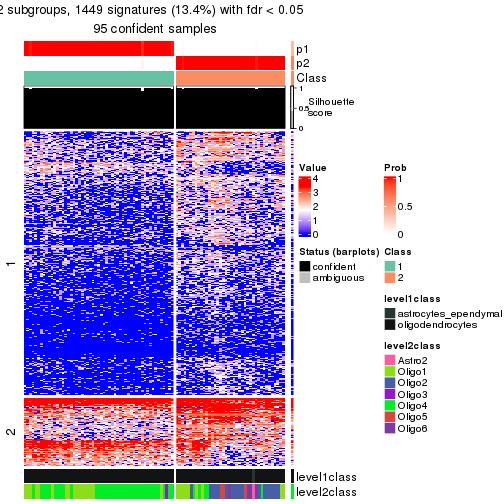 2 subgroups, 1449 signatures (13.4%) with fdr < 0.05
95 confident samples
p1
p2
Class
1
0.5
0
Silhouette
score
1
2
level1class
level2class
Value
4
3
2
1
0
Prob
1
0.5
0
Status (barplots)
confident
ambiguous
Class
1
2
level1class
astrocytes_ependymal
oligodendrocytes
level2class
Astro2
Oligo1
Oligo2
Oligo3
Oligo4
Oligo5
Oligo6